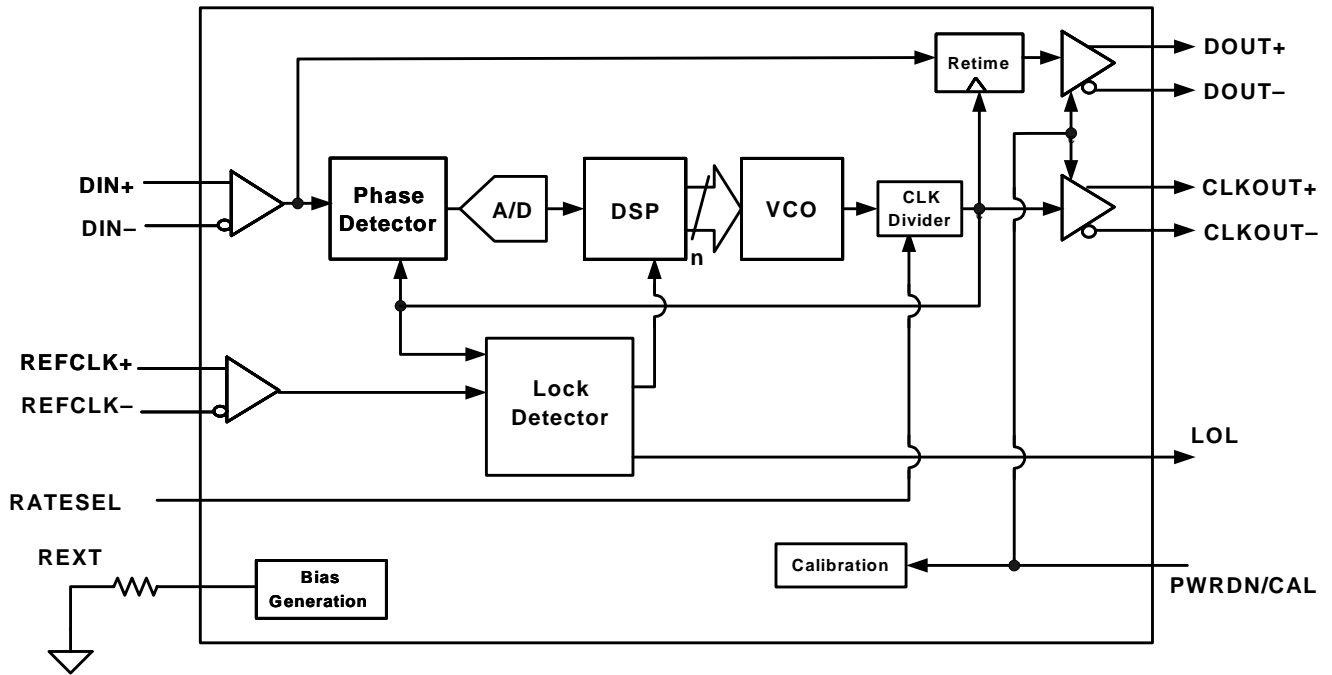 DOUT+
Retime
DOUT–
DIN+
DIN–
Phase
Detector
A/D
DSP
n
VCO
CLK
Divider
CLKOUT+
CLKOUT–
REFCLK+
REFCLK–
Lock
Detector
LOL
RATESEL
REXT
Bias
Generation
Calibration
PWRDN/CAL